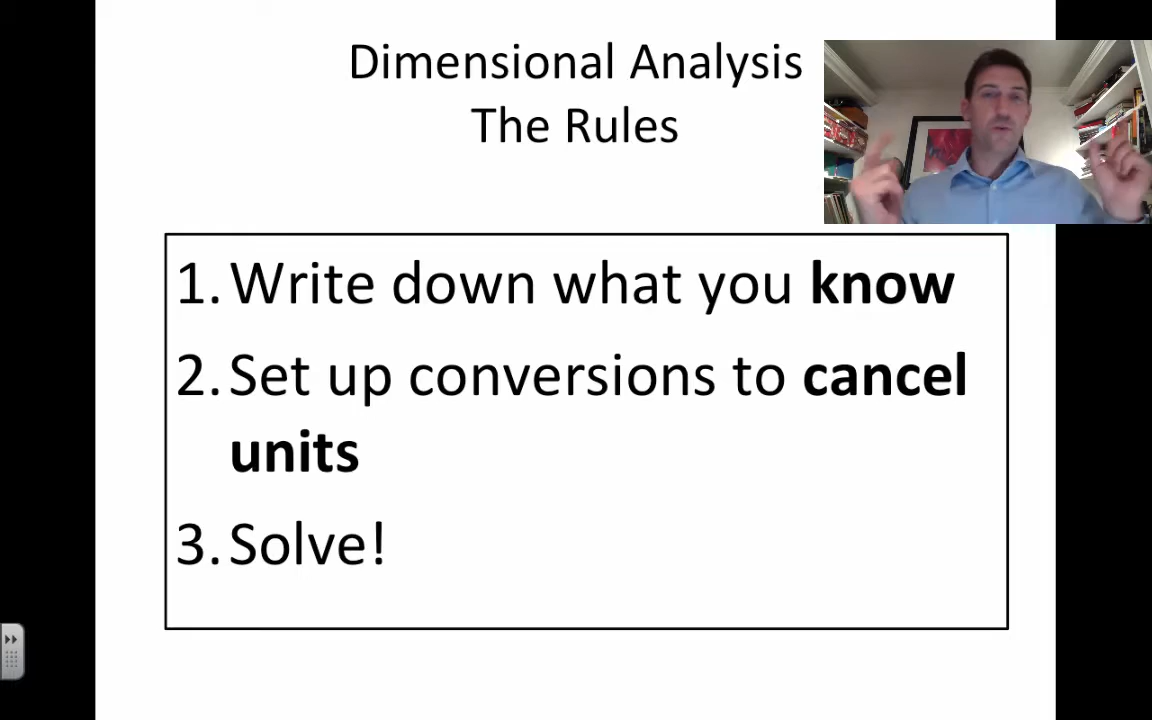 Dimensional Analysis
The Rules
1. Write down what you know
2. Set up conversions to cancel
units
3. Solve!